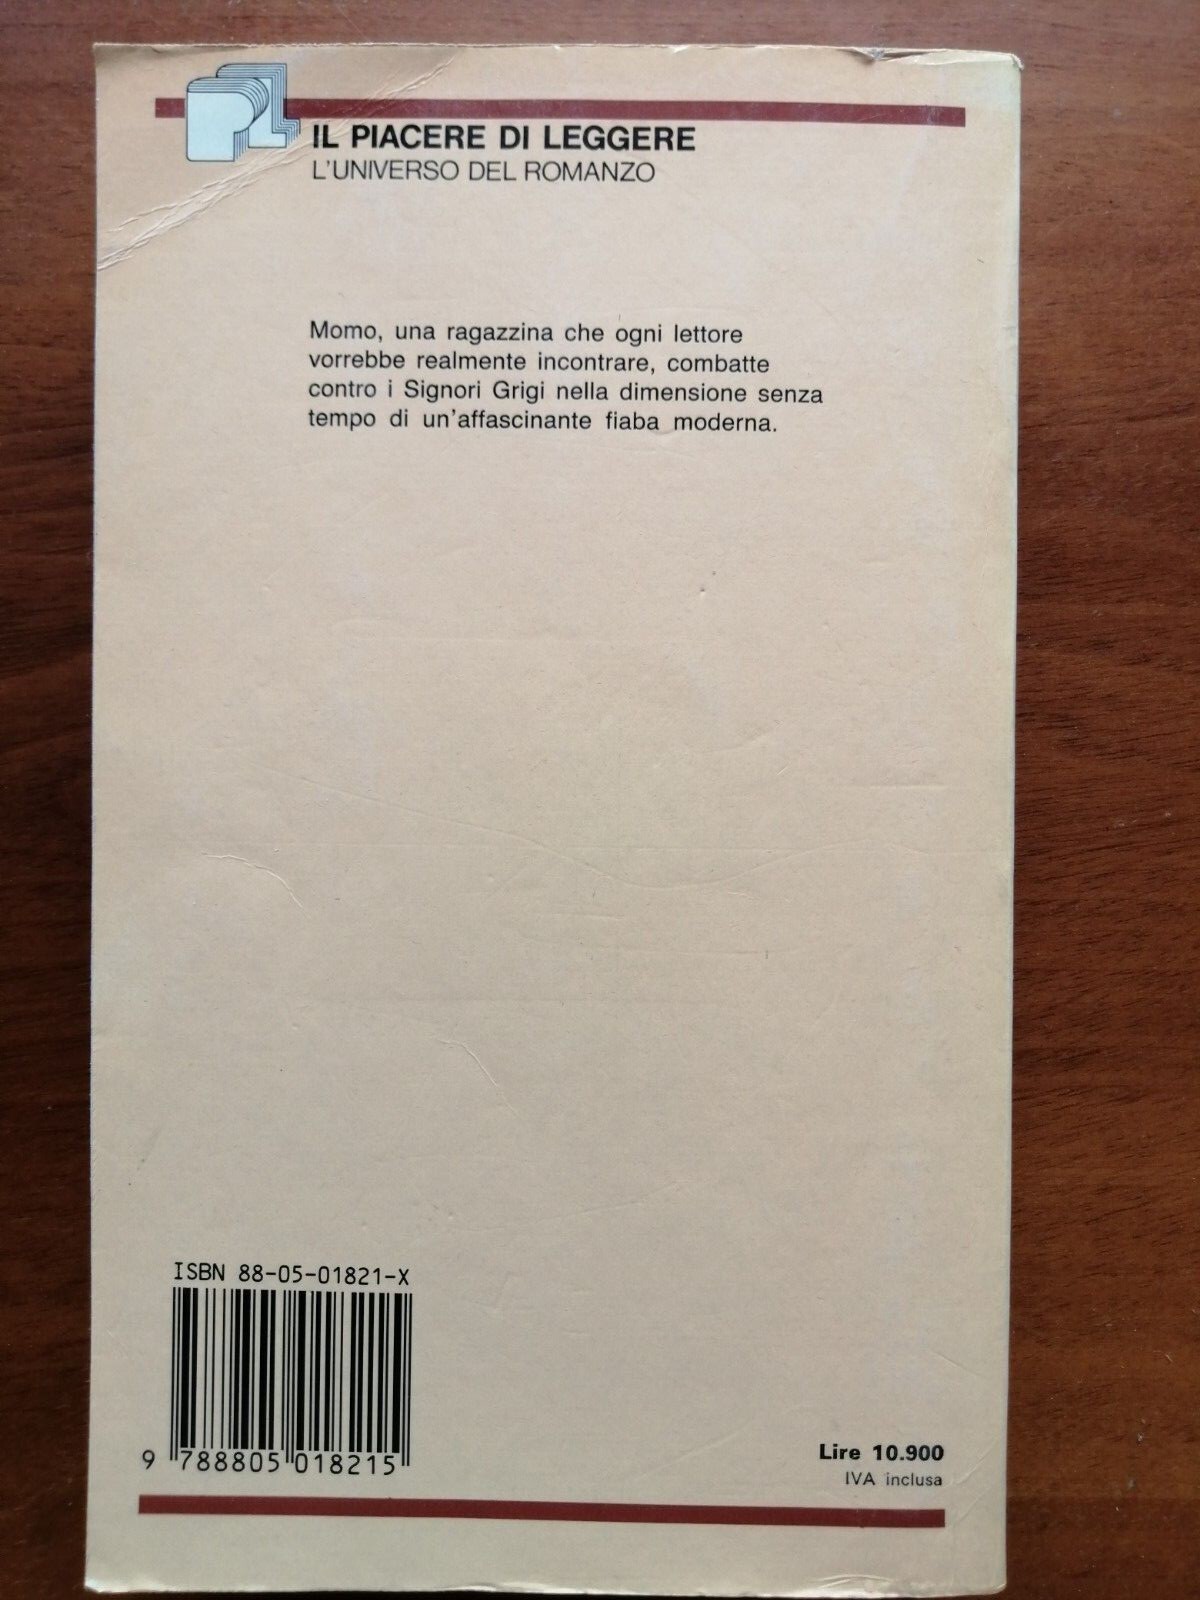 PL
IL PIACERE DI LEGGERE
L'UNIVERSO DEL ROMANZO
Momo, una ragazzina che ogni lettore
vorrebbe realmente incontrare, combatte
contro i Signori Grigi nella dimensione senza
tempo di un'affascinante fiaba moderna.
ISBN 88-05-01821-X
9 788805 018215
Lire 10.900
IVA inclusa